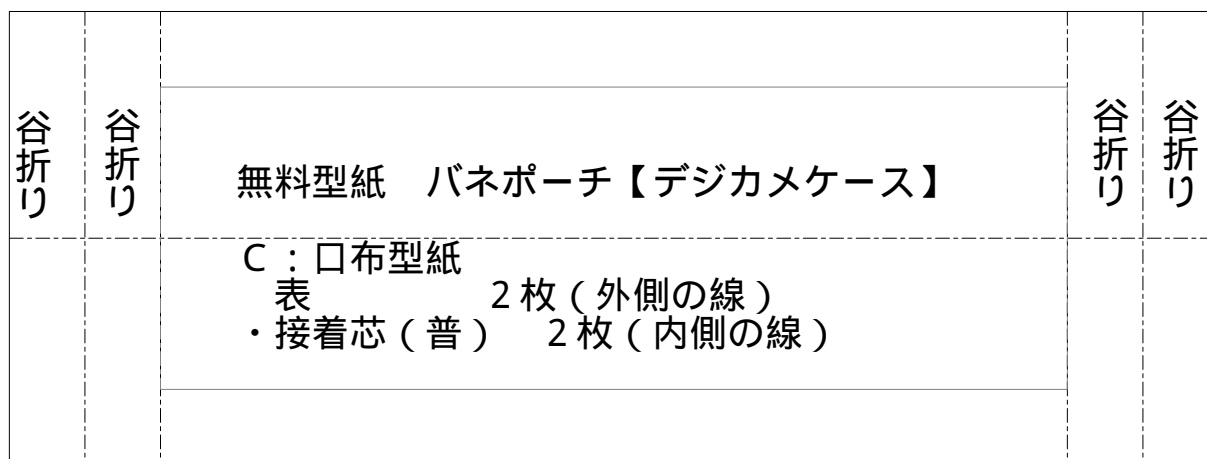 谷折り
谷折り
無料型紙　バネポーチ【デジカメケース】
Ｃ：口布型紙
表　　　　　２枚（外側の線）
・接着芯（普）　２枚（内側の線）
谷折り
谷折り